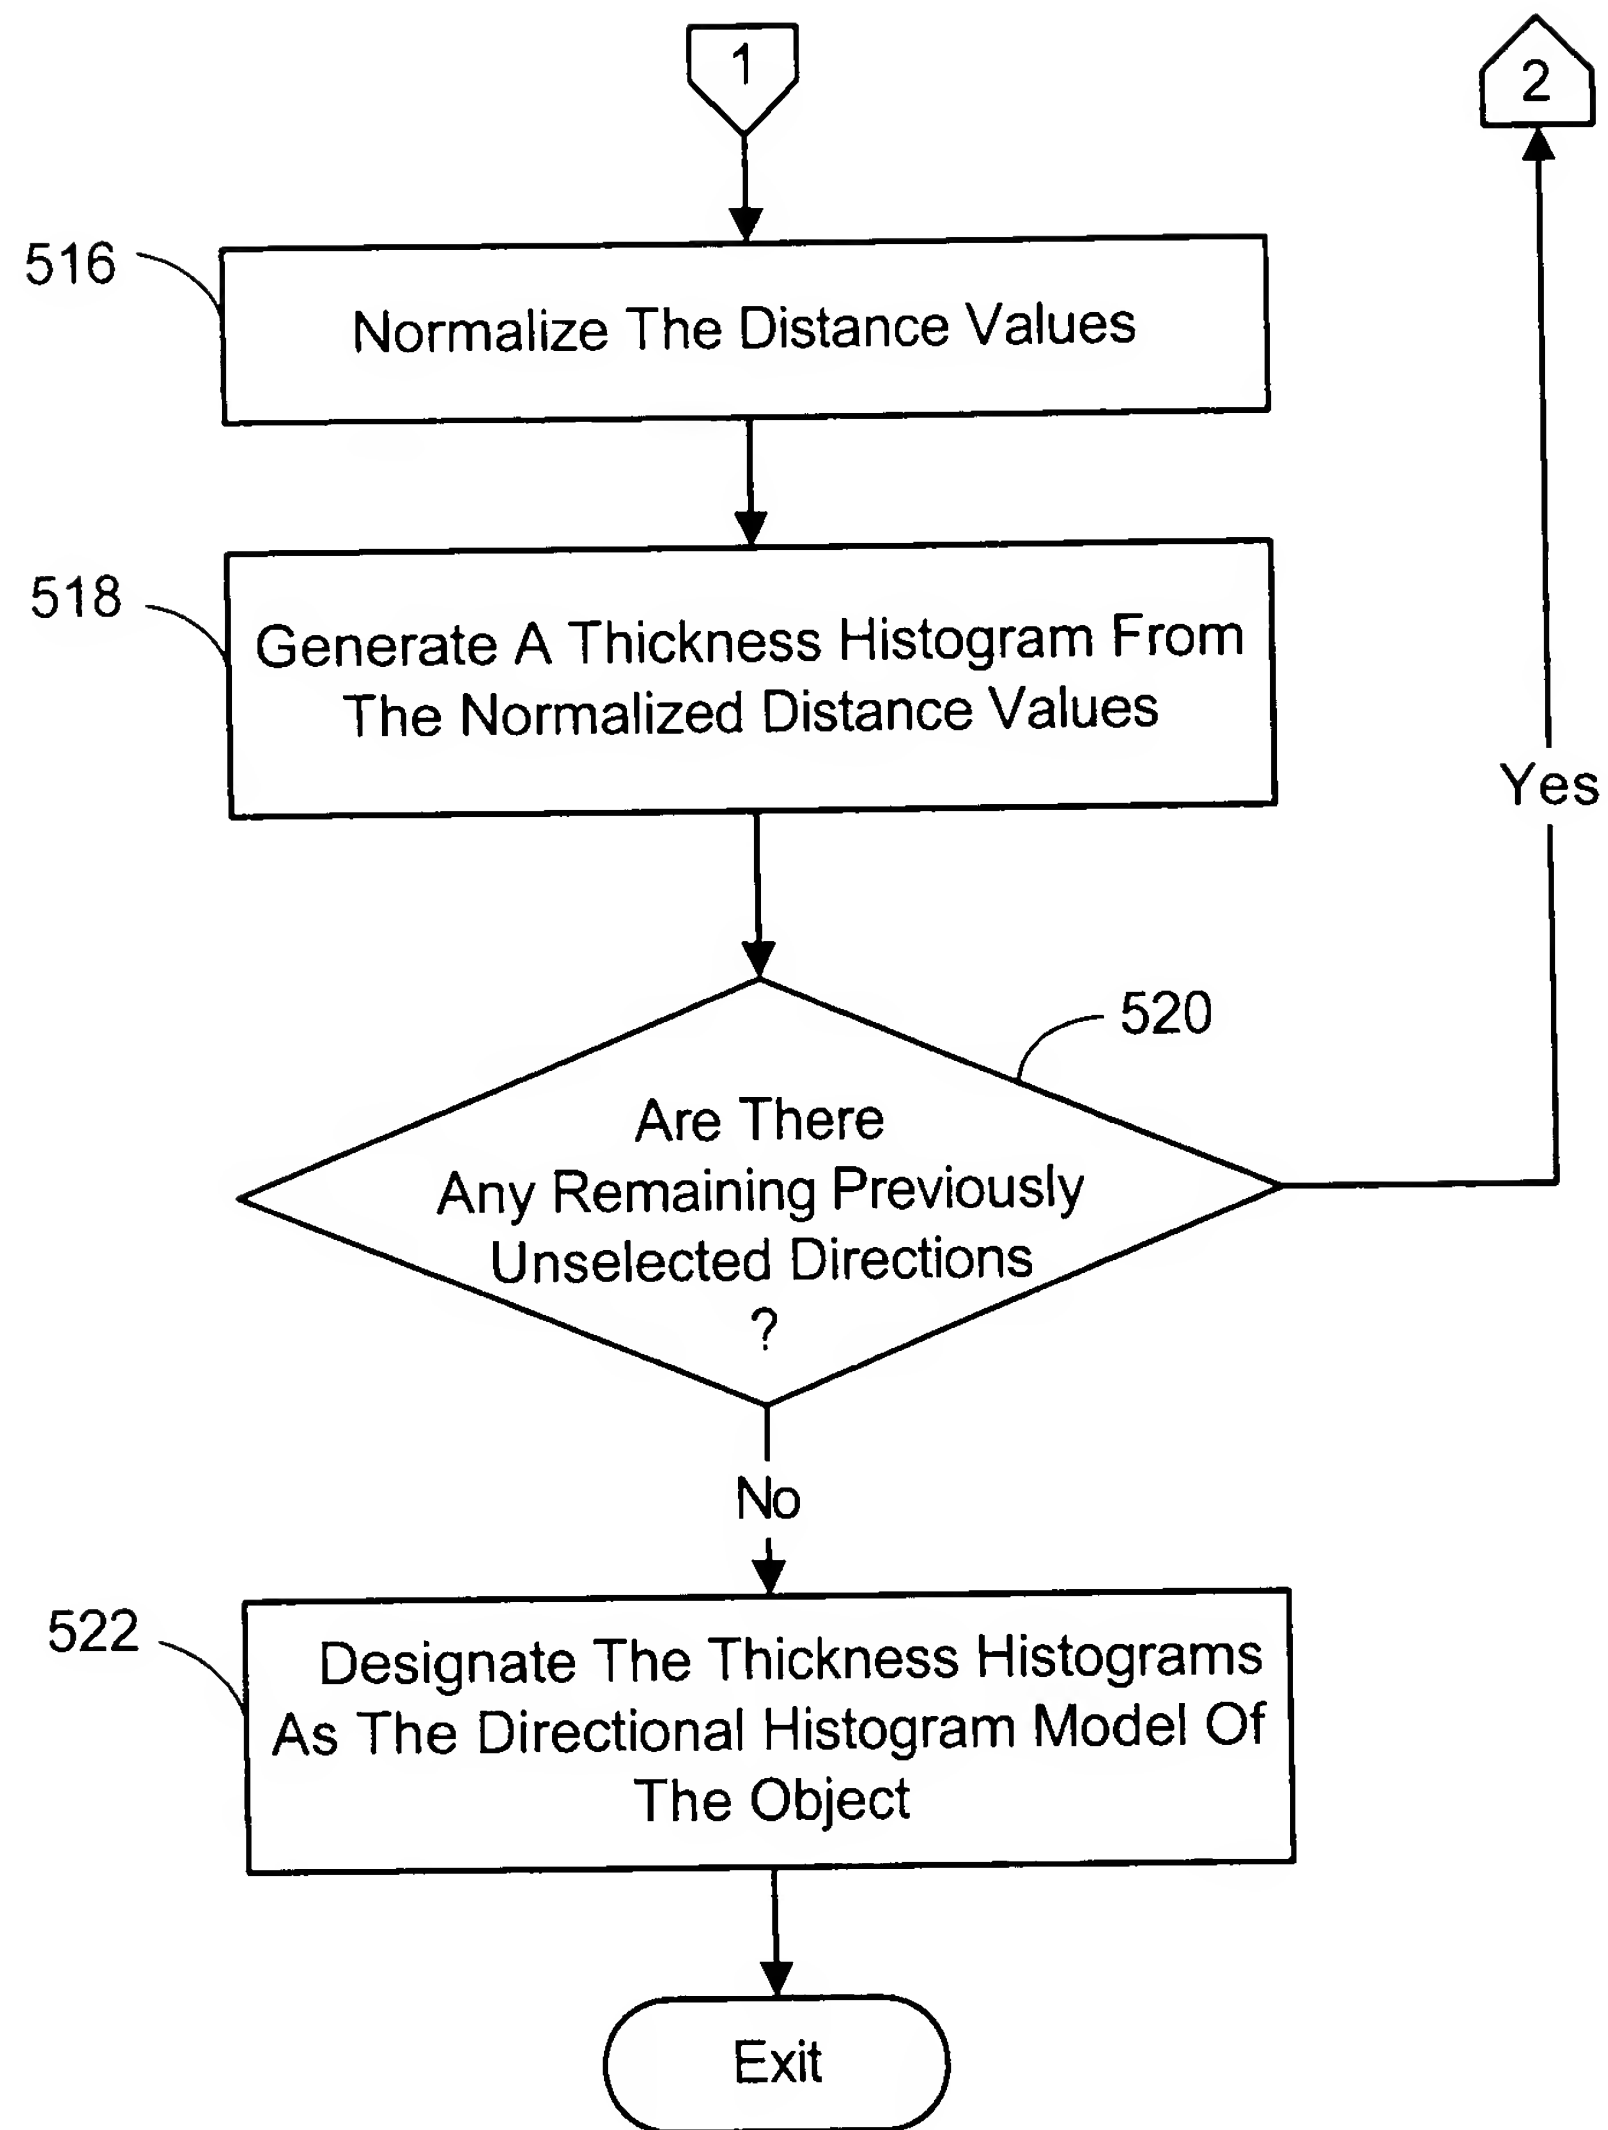 1
2
516
Normalize The Distance Values
518
Generate A Thickness Histogram From
The Normalized Distance Values
Yes
520
Are There
Any Remaining Previously
Unselected Directions
?
No
522
Designate The Thickness Histograms
As The Directional Histogram Model Of
The Object
Exit